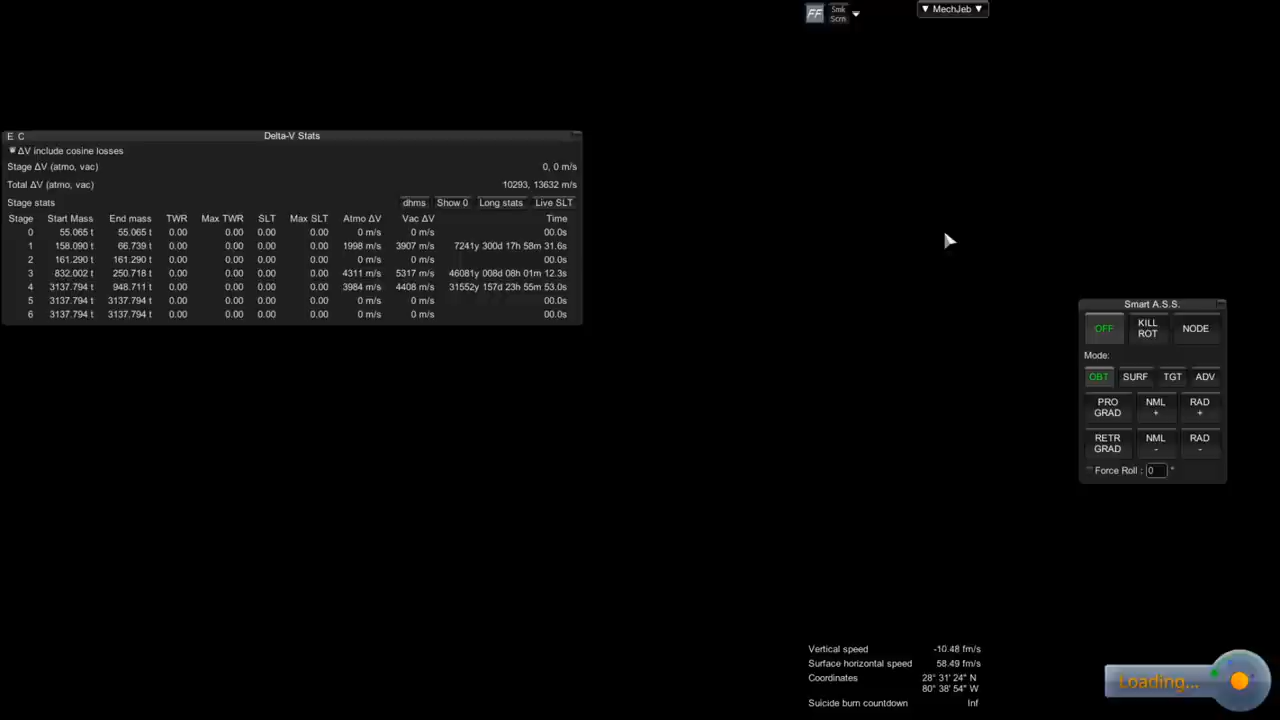 FF Smk Scrn ▼ MechJeb ▼
E C Delta-V Stats
ΔV include cosine losses
Stage ΔV (atmo, vac) 0, 0 m/s
Total ΔV (atmo, vac) 10293, 13632 m/s
Stage stats dhms Show 0 Long stats Live SLT
Stage Start Mass End mass TWR Max TWR SLT Max SLT Atmo ΔV Vac ΔV Time
0 55.065 t 55.065 t 0.00 0.00 0.00 0.00 0 m/s 0 m/s 00.0s
1 158.090 t 66.739 t 0.00 0.00 0.00 0.00 1998 m/s 3907 m/s 7241y 300d 17h 58m 31.6s
2 161.290 t 161.290 t 0.00 0.00 0.00 0.00 0 m/s 0 m/s 00.0s
3 832.002 t 250.718 t 0.00 0.00 0.00 0.00 4311 m/s 5317 m/s 46081y 008d 08h 01m 12.3s
4 3137.794 t 948.711 t 0.00 0.00 0.00 0.00 3984 m/s 4408 m/s 31552y 157d 23h 55m 53.0s
5 3137.794 t 3137.794 t 0.00 0.00 0.00 0.00 0 m/s 0 m/s 00.0s
6 3137.794 t 3137.794 t 0.00 0.00 0.00 0.00 0 m/s 0 m/s 00.0s
Smart A.S.S.
OFF KILL ROT NODE
Mode:
OBT SURF TGT ADV
PRO GRAD NML + RAD +
RETR GRAD NML - RAD -
Force Roll : 0 °
Vertical speed -10.48 fm/s
Surface horizontal speed 58.49 fm/s
Coordinates 28° 31' 24" N
80° 38' 54" W
Suicide burn countdown Inf
Loading...